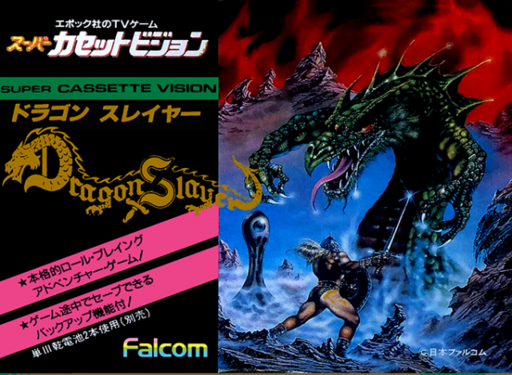 エポック社のTVゲーム
スーパー カセットビジョン
SUPER CASSETTE VISION
ドラゴン スレイヤー
Dragon Slayer
★本格的ロール・プレイング
アドベンチャー・ゲーム!
★ゲーム途中でセーブできる
バックアップ機能付!
単III乾電池2本使用(別売)
Falcom
©日本ファルコム